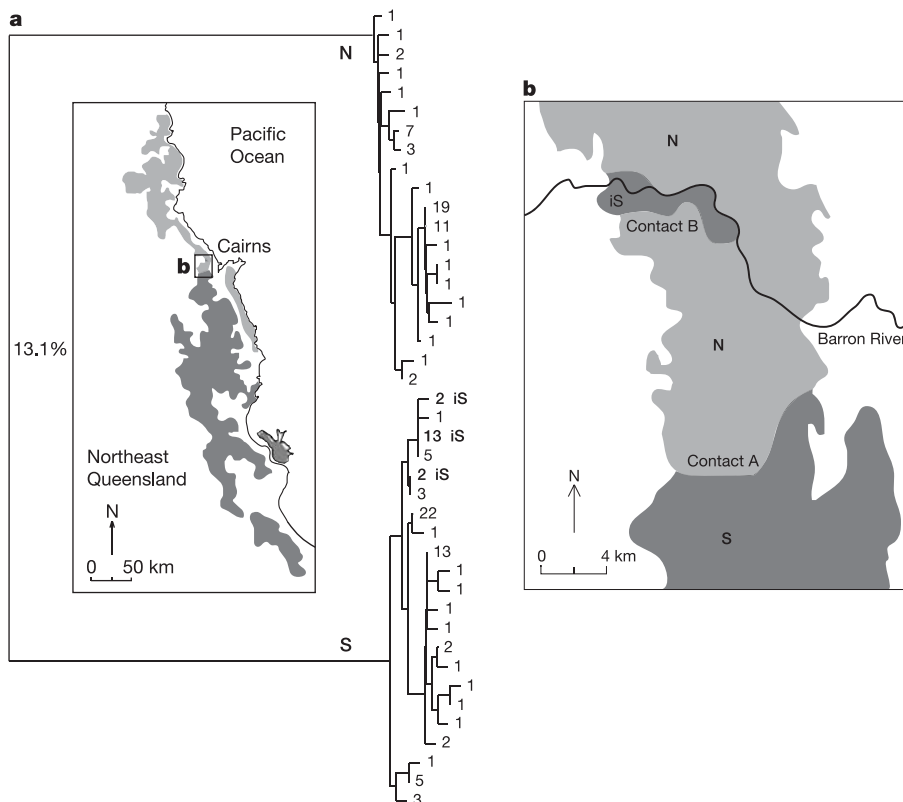 a
N
1
1
2
1
1
1
7
3
1
1
19
11
1
1
1
1
1
1
1
2
Pacific
Ocean
Cairns
b
13.1%
Northeast
Queensland
N
0 50 km
2 iS
1
13 iS
5
2 iS
3
22
1
13
1
1
1
1
2
1
1
1
1
2
1
5
3
S
b
N
iS
Contact B
N
Barron River
Contact A
N
S
0 4 km